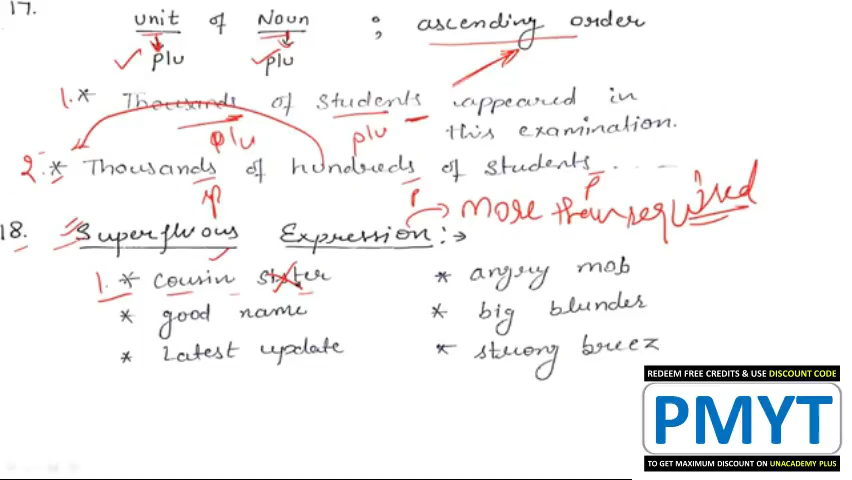 17.
unit of Noun ; ascending order
plu plu
1. * Thousands of students appeared in
plu plu this examination.
2. * Thousands of hundreds of students ......
p p p
more than required
18. Superfluous Expression :→
1. * cousin sister * angry mob
* good name * big blunder
* Latest update * strong breez
REDEEM FREE CREDITS & USE DISCOUNT CODE
PMYT
TO GET MAXIMUM DISCOUNT ON UNACADEMY PLUS